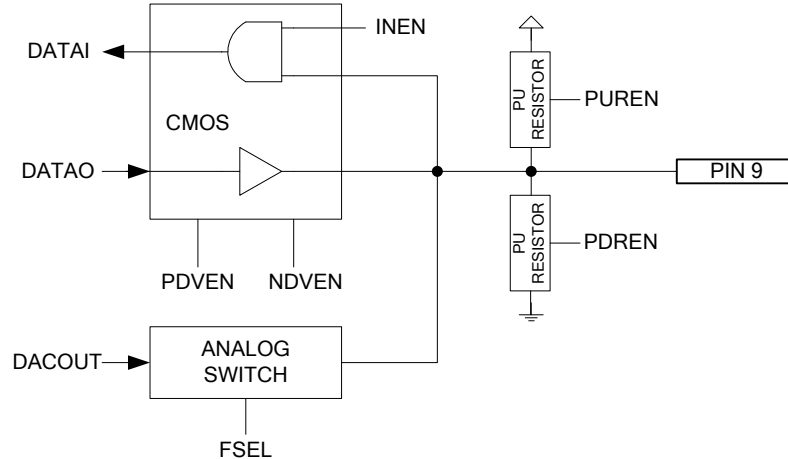 INEN
DATAI
PU
RESISTOR
PUREN
CMOS
DATAO
PIN 9
PU
RESISTOR
PDREN
PDVEN
NDVEN
DACOUT
ANALOG
SWITCH
FSEL